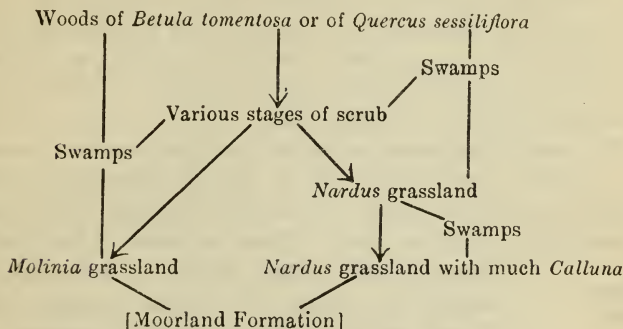 Woods of Betula tomentosa or of Quercus sessiliflora
Swamps
Various stages of scrub
Swamps
Nardus grassland
Swamps
Molinia grassland
Nardus grassland with much Calluna
[Moorland Formation]